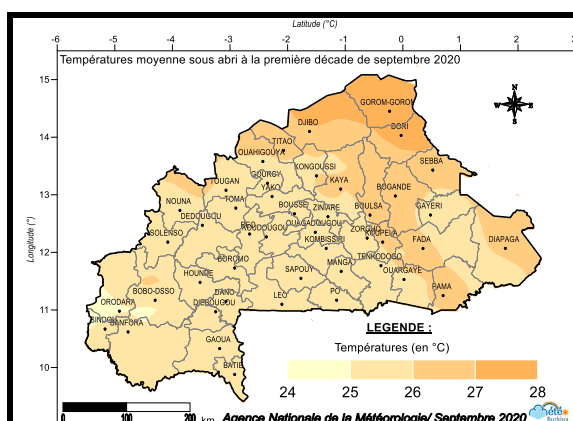 Latitude (°C)
-6 -5 -4 -3 -2 -1 0 1 2
Températures moyenne sous abri à la première décade de septembre 2020
15
14
13
12
11
10
Longitude (°)
N
W E
S
GOROM-GOROM
DJIBO
DORI
TITAO
OUAHIGOUYA
SEBBA
KONGOUSSI
GOURCY
TOUGAN
KAYA
YAKO
BOGANDE
NOUNA
TOMA
BOUSSE
ZINIARE
BOULSA
GAYERI
DEDOUGOU
OUAGADOUGOU
SOLENSO
KOUDOUGOU
ZORGHO
KOUPELA
KOMBISSIRI
FADA
DIAPAGA
TENKODOGO
BOROMO
MANGA
OUARGAYE
HOUNDE
SAPOUY
BOBO-DSSO
DANO
LEO
PO
PAMA
ORODARA
DIEBOUGOU
SINDOU
BANFORA
GAOUA
BATIE
LEGENDE :
Températures (en °C)
24 25 26 27 28
0 100 200
km
Agence Nationale de la Météorologie/ Septembre 2020
météo
Burkina